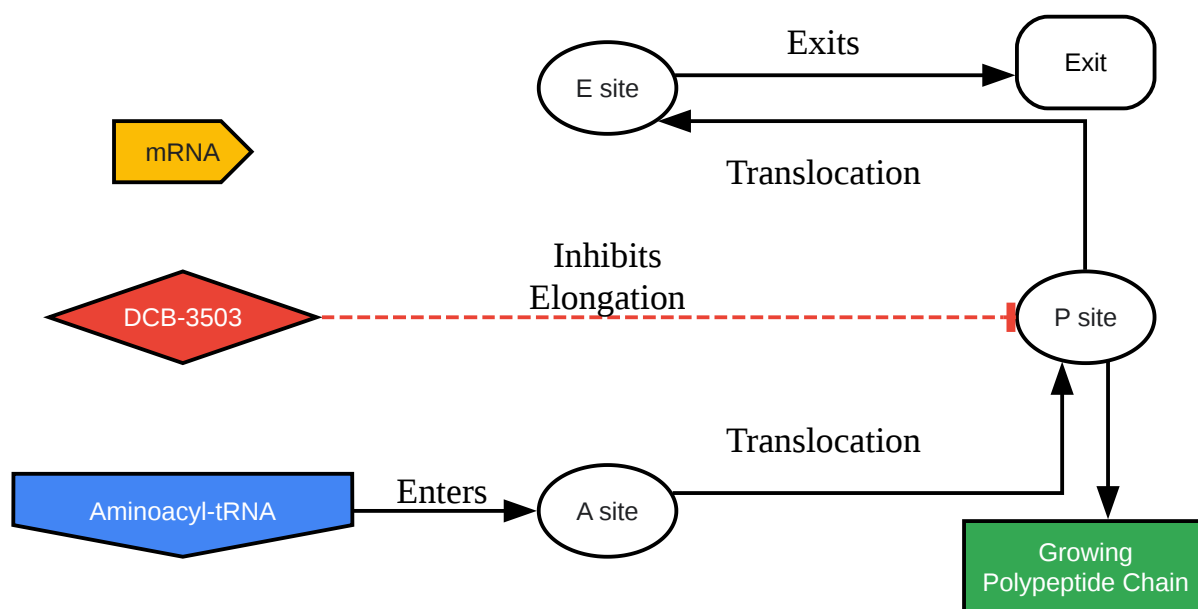 Exits
E site
Exit
mRNA
Translocation
Inhibits
Elongation
DCB-3503
P site
Translocation
Enters
Aminoacyl-tRNA
A site
Growing
Polypeptide Chain